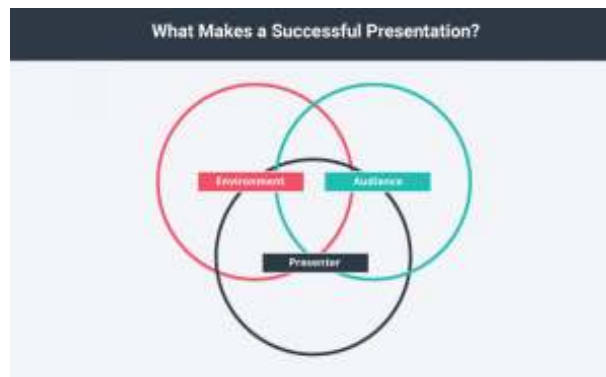 What Makes a Successful Presentation?
Environment
Audience
Presenter